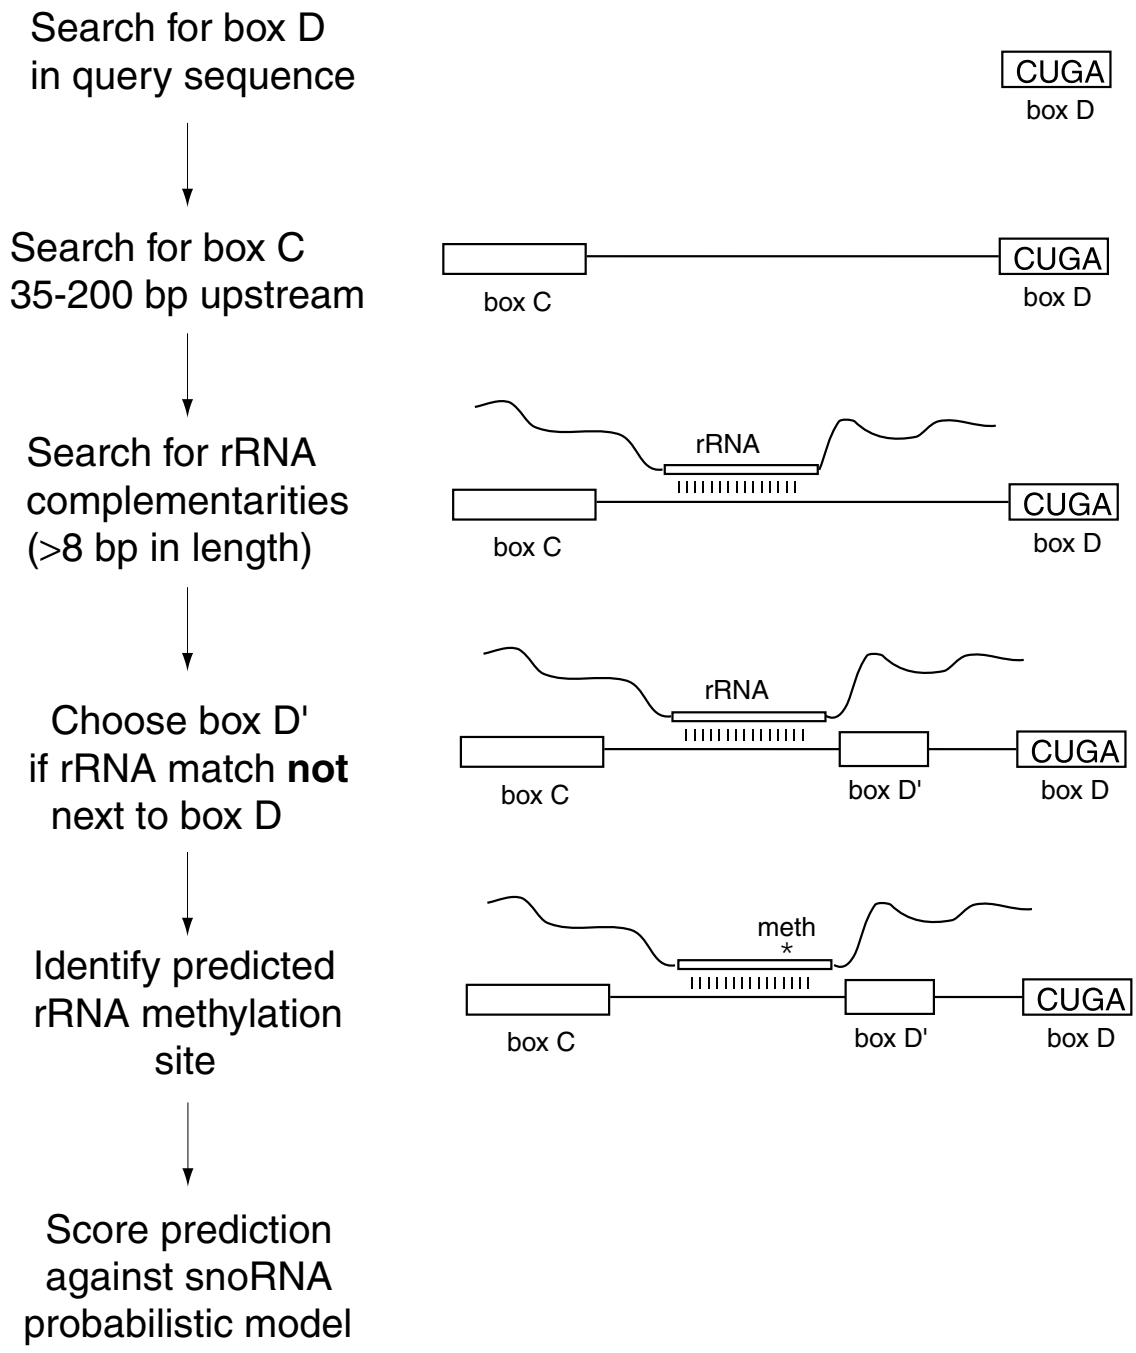 Search for box D
in query sequence
CUGA
box D
Search for box C
35-200 bp upstream
CUGA
box C
box D
Search for rRNA
complementarities
(>8 bp in length)
rRNA
CUGA
box C
box D
Choose box D'
if rRNA match not
next to box D
rRNA
CUGA
box C
box D'
box D
Identify predicted
rRNA methylation
site
meth
*
CUGA
box C
box D'
box D
Score prediction
against snoRNA
probabilistic model